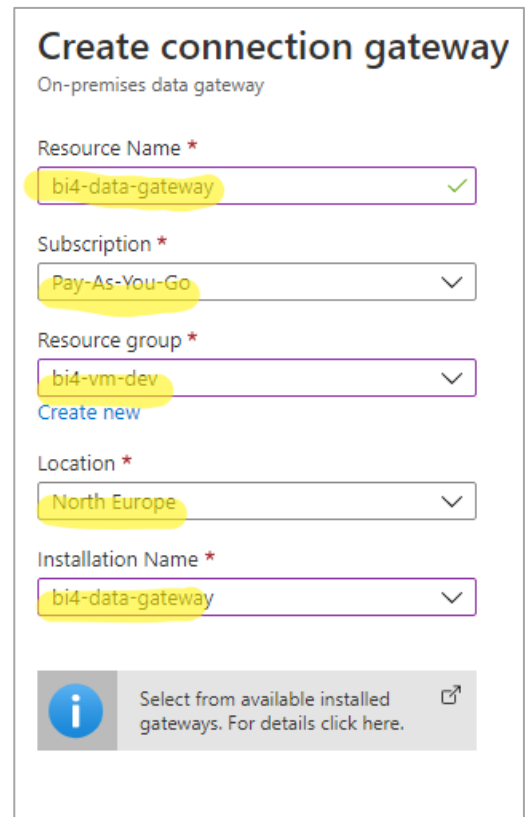 Create connection gateway
On-premises data gateway
Resource Name *
bi4-data-gateway
Subscription *
Pay-As-You-Go
Resource group *
bi4-vm-dev
Create new
Location *
North Europe
Installation Name *
bi4-data-gateway
Select from available installed
gateways. For details click here.